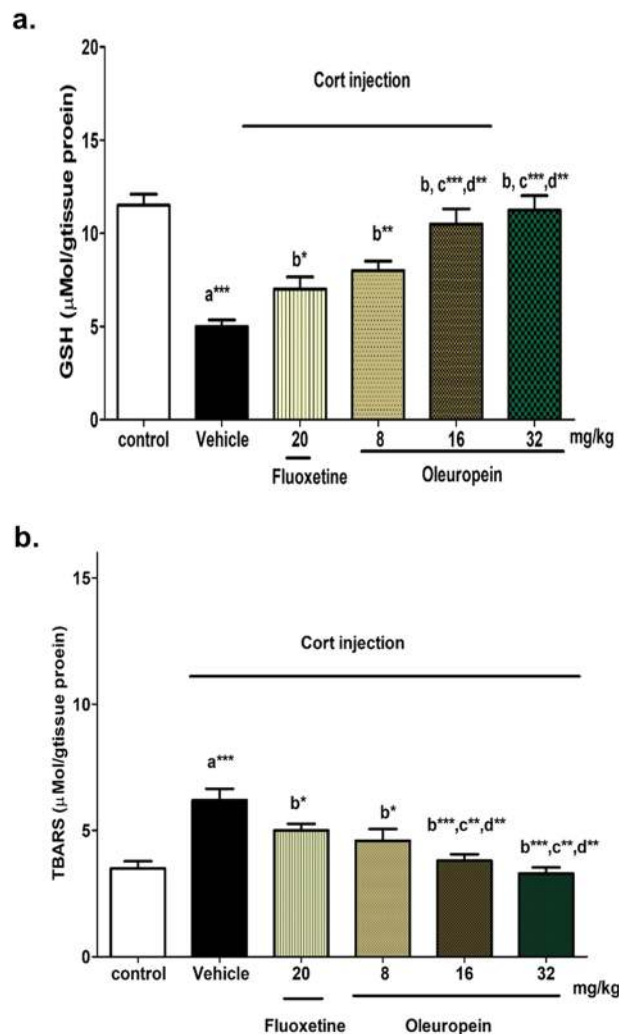 a.
20
Cort injection
15
b, c***,d** b, c***,d**
10
b**
b*
a***
5
0
GSH (μMol/gtissue proein)
control Vehicle 20 8 16 32 mg/kg
Fluoxetine Oleuropein
b.
15
Cort injection
10
a***
b* b* b***,c**,d** b***,c**,d**
5
0
TBARS (μMol/gtissue proein)
control Vehicle 20 8 16 32 mg/kg
Fluoxetine Oleuropein